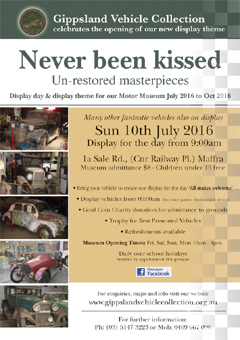 Gippsland Vehicle Collection
celebrates the opening of our new display theme
Never been kissed
Un-restored masterpieces
Display day & display theme for our Motor Museum July 2016 to Oct 2016
Many other fantastic vehicles also on display
Sun 10th July 2016
Display for the day from 9:00am
1a Sale Rd., (Cnr Railway Pl.) Maffra
Museum admittance $8 - Children under 15 free
• Bring your vehicle to create our display for the day 'All makes welcome'
• Display vehicles from 09:00am
• Gold Coin Charity donation for admittance to grounds
• Trophy for Best Presented Vehicles
• Refreshments available
Museum Opening Times: Fri, Sat, Sun, Mon 10am - 4pm.
Daily over school holidays
Anytime by appointment for groups
Find us on
Facebook
For enquiries, maps and info visit our website
www.gippslandvehiclecollection.org.au
For further information:
Ph: (03) 5147 3223 or Mob: